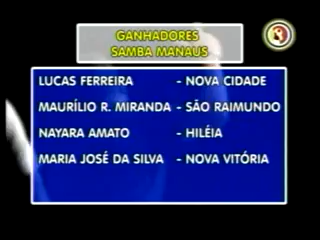 GANHADORES
SAMBA MANAUS
LUCAS FERREIRA - NOVA CIDADE
MAURÍLIO R. MIRANDA - SÃO RAIMUNDO
NAYARA AMATO - HILÉIA
MARIA JOSÉ DA SILVA - NOVA VITÓRIA